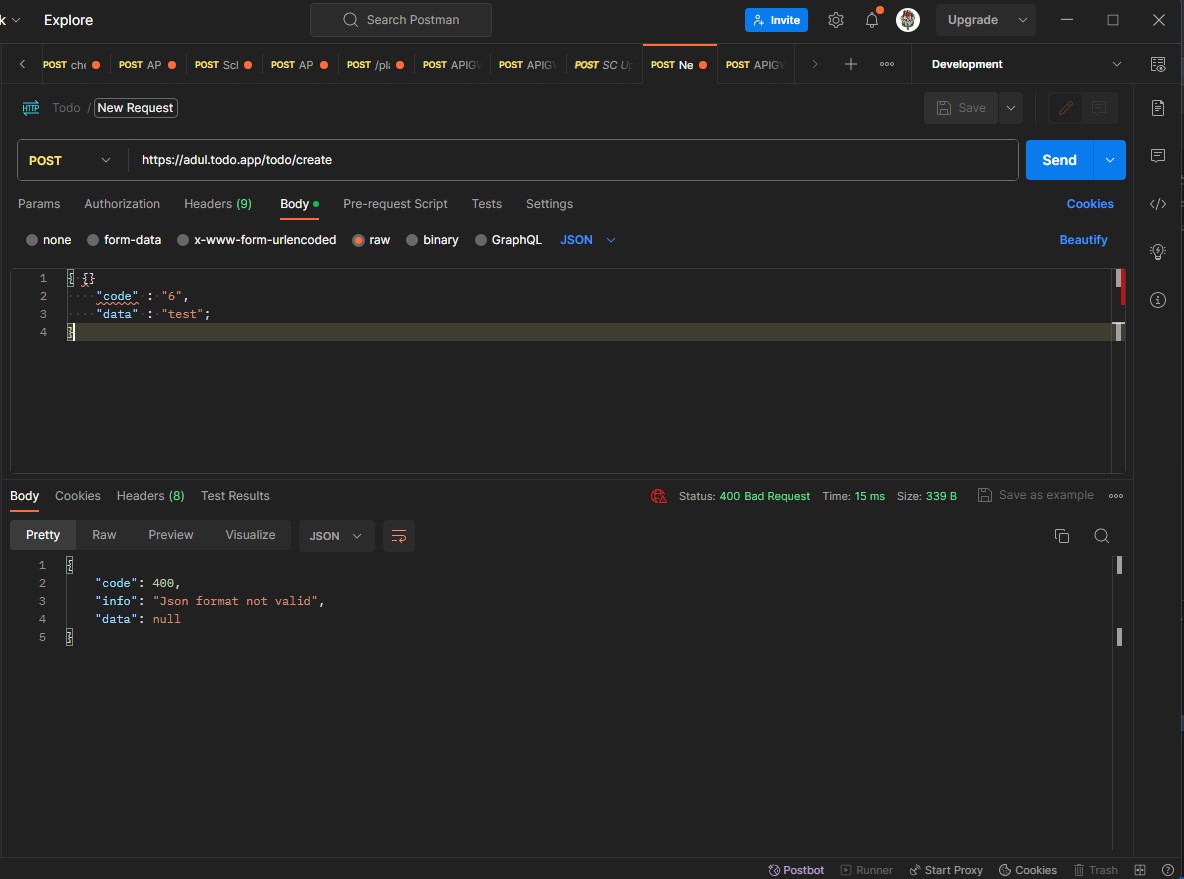 k
Explore
Search Postman
Invite
Upgrade
POST che
POST AP
POST Scl
POST AP
POST /pl
POST APIG
POST APIG
POST SC U
POST Ne
POST APIG
Development
HTTP
Todo / New Request
Save
POST
https://adul.todo.app/todo/create
Send
Params
Authorization
Headers (9)
Body
Pre-request Script
Tests
Settings
Cookies
none
form-data
x-www-form-urlencoded
raw
binary
GraphQL
JSON
Beautify
1 { {}
2 "code" : "6",
3 "data" : "test";
4 }
Body
Cookies
Headers (8)
Test Results
Status: 400 Bad Request
Time: 15 ms
Size: 339 B
Save as example
Pretty
Raw
Preview
Visualize
JSON
1 {
2 "code": 400,
3 "info": "Json format not valid",
4 "data": null
5 }
Postbot
Runner
Start Proxy
Cookies
Trash